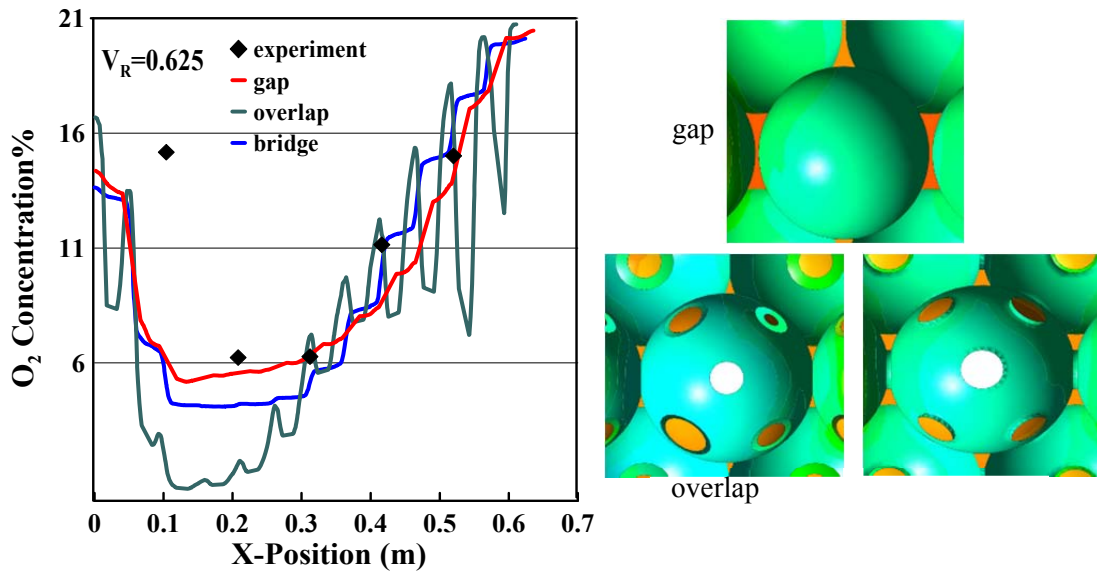 21
16
11
6
O₂ Concentration%
V_R=0.625
experiment
gap
overlap
bridge
0 0.1 0.2 0.3 0.4 0.5 0.6 0.7
X-Position (m)
gap
overlap